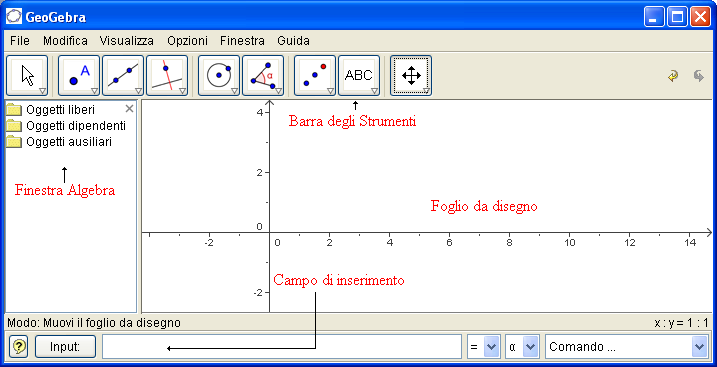 GeoGebra
File Modifica Visualizza Opzioni Finestra Guida
A α ABC
Oggetti liberi
Oggetti dipendenti
Oggetti ausiliari
Finestra Algebra
Barra degli Strumenti
Foglio da disegno
Campo di inserimento
4
2
0
-2
-2 0 2 4 6 8 10 12 14
Modo: Muovi il foglio da disegno x : y = 1 : 1
? Input: = α Comando ...